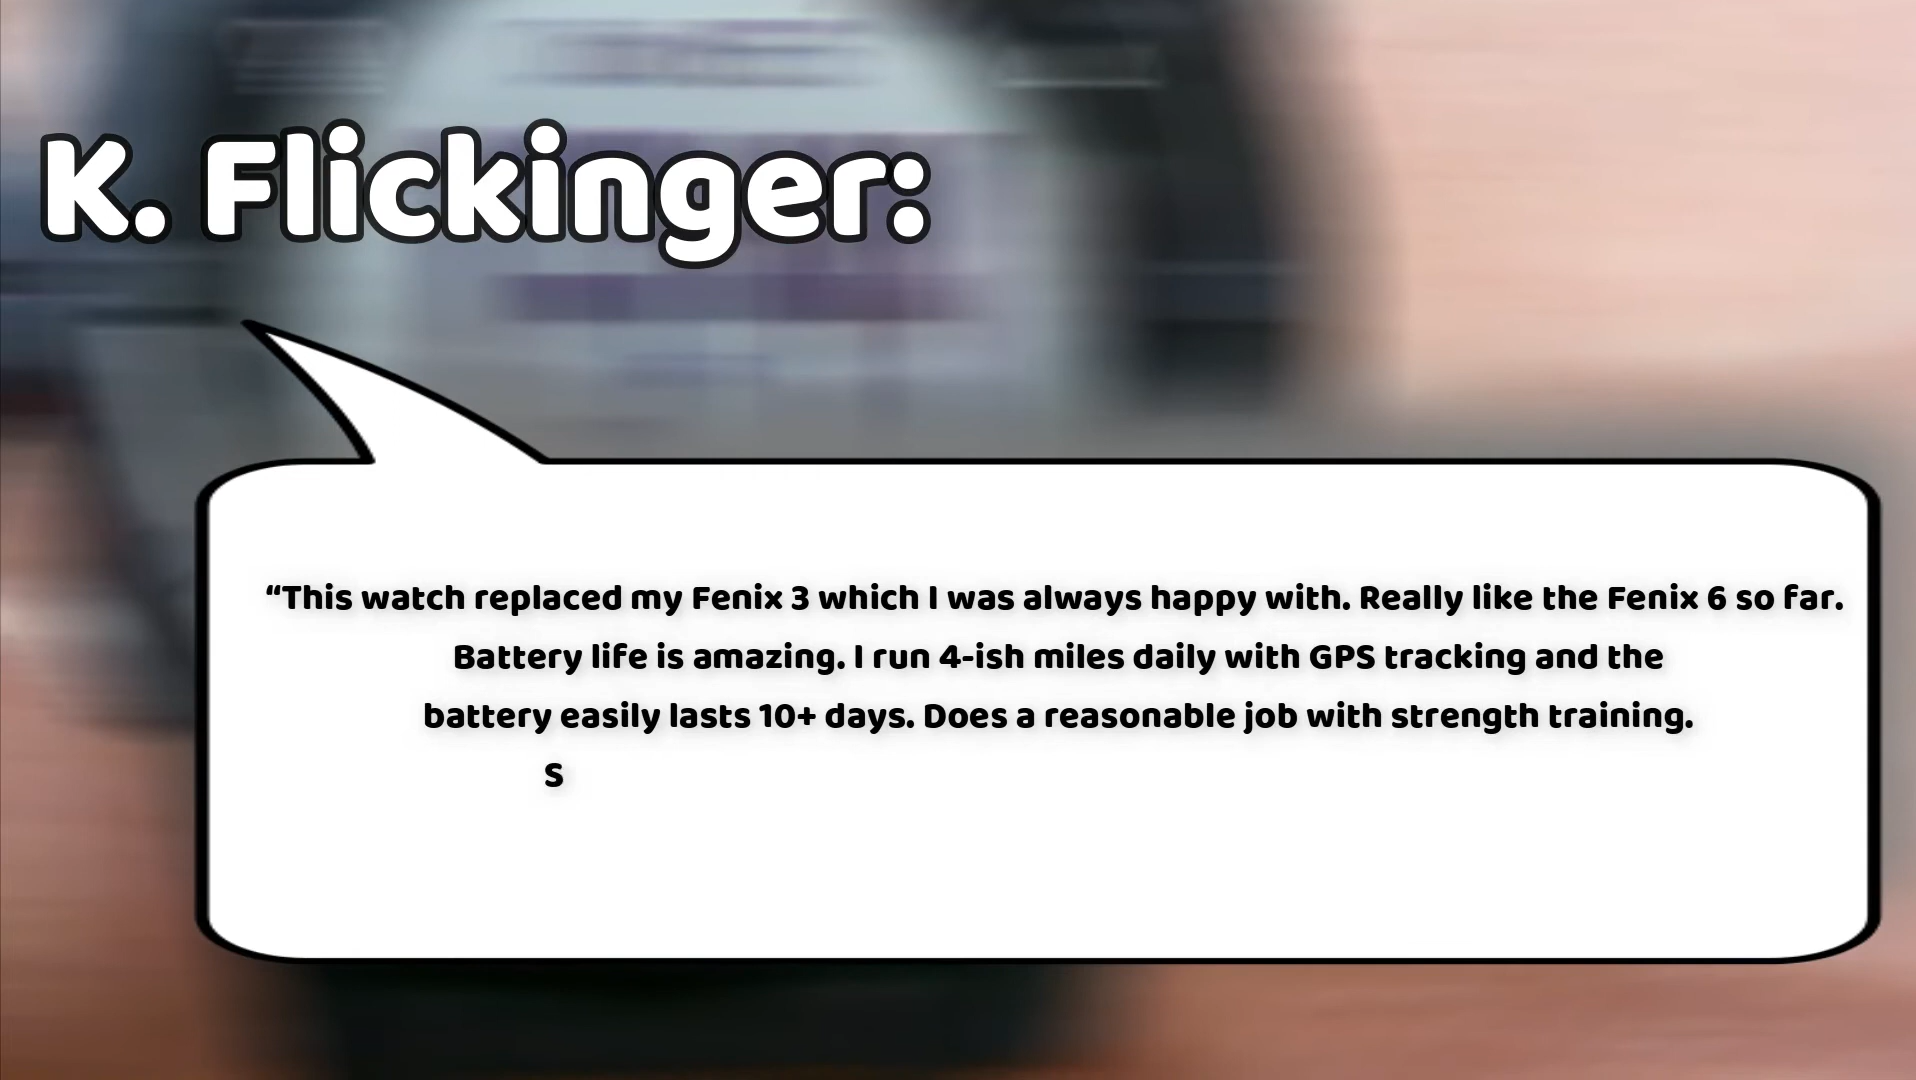 K. Flickinger:
“This watch replaced my Fenix 3 which I was always happy with. Really like the Fenix 6 so far.
Battery life is amazing. I run 4-ish miles daily with GPS tracking and the
battery easily lasts 10+ days. Does a reasonable job with strength training.
S